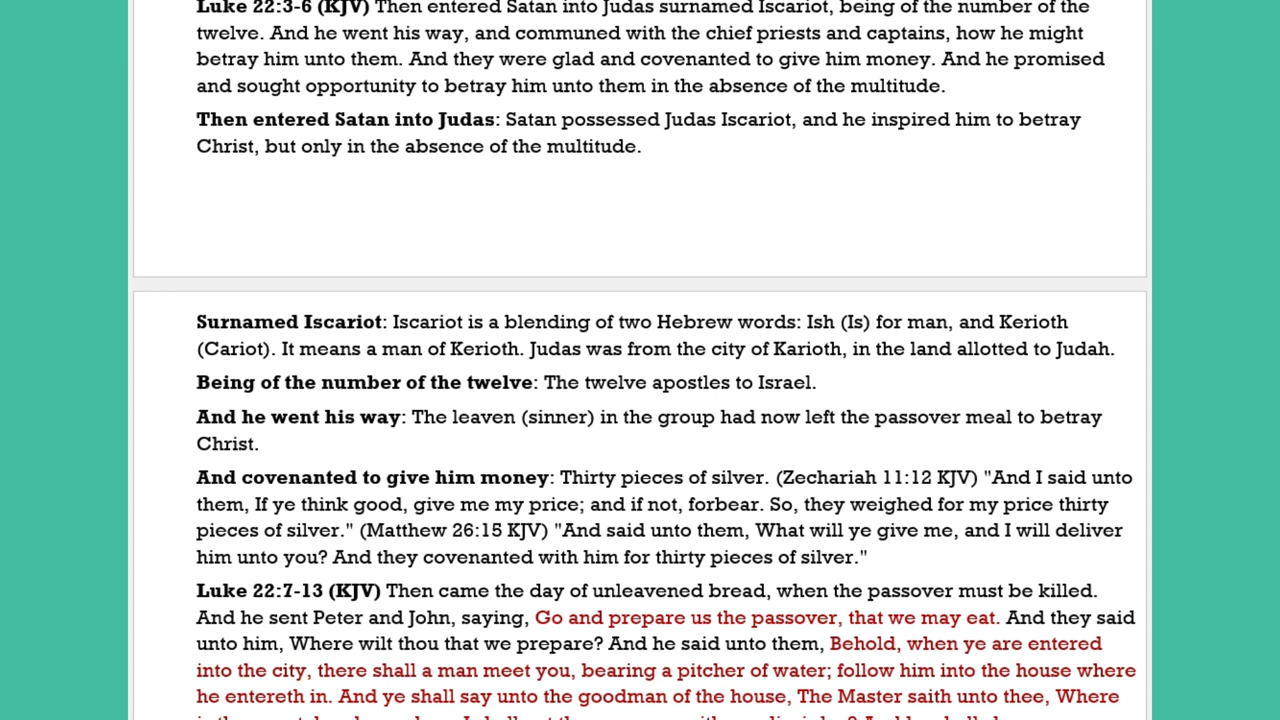 Luke 22:3-6 (KJV) Then entered Satan into Judas surnamed Iscariot, being of the number of the
twelve. And he went his way, and communed with the chief priests and captains, how he might
betray him unto them. And they were glad and covenanted to give him money. And he promised
and sought opportunity to betray him unto them in the absence of the multitude.
Then entered Satan into Judas: Satan possessed Judas Iscariot, and he inspired him to betray
Christ, but only in the absence of the multitude.
Surnamed Iscariot: Iscariot is a blending of two Hebrew words: Ish (Is) for man, and Kerioth
(Cariot). It means a man of Kerioth. Judas was from the city of Karioth, in the land allotted to Judah.
Being of the number of the twelve: The twelve apostles to Israel.
And he went his way: The leaven (sinner) in the group had now left the passover meal to betray
Christ.
And covenanted to give him money: Thirty pieces of silver. (Zechariah 11:12 KJV) "And I said unto
them, If ye think good, give me my price; and if not, forbear. So, they weighed for my price thirty
pieces of silver." (Matthew 26:15 KJV) "And said unto them, What will ye give me, and I will deliver
him unto you? And they covenanted with him for thirty pieces of silver."
Luke 22:7-13 (KJV) Then came the day of unleavened bread, when the passover must be killed.
And he sent Peter and John, saying, Go and prepare us the passover, that we may eat. And they said
unto him, Where wilt thou that we prepare? And he said unto them, Behold, when ye are entered
into the city, there shall a man meet you, bearing a pitcher of water; follow him into the house where
he entereth in. And ye shall say unto the goodman of the house, The Master saith unto thee, Where